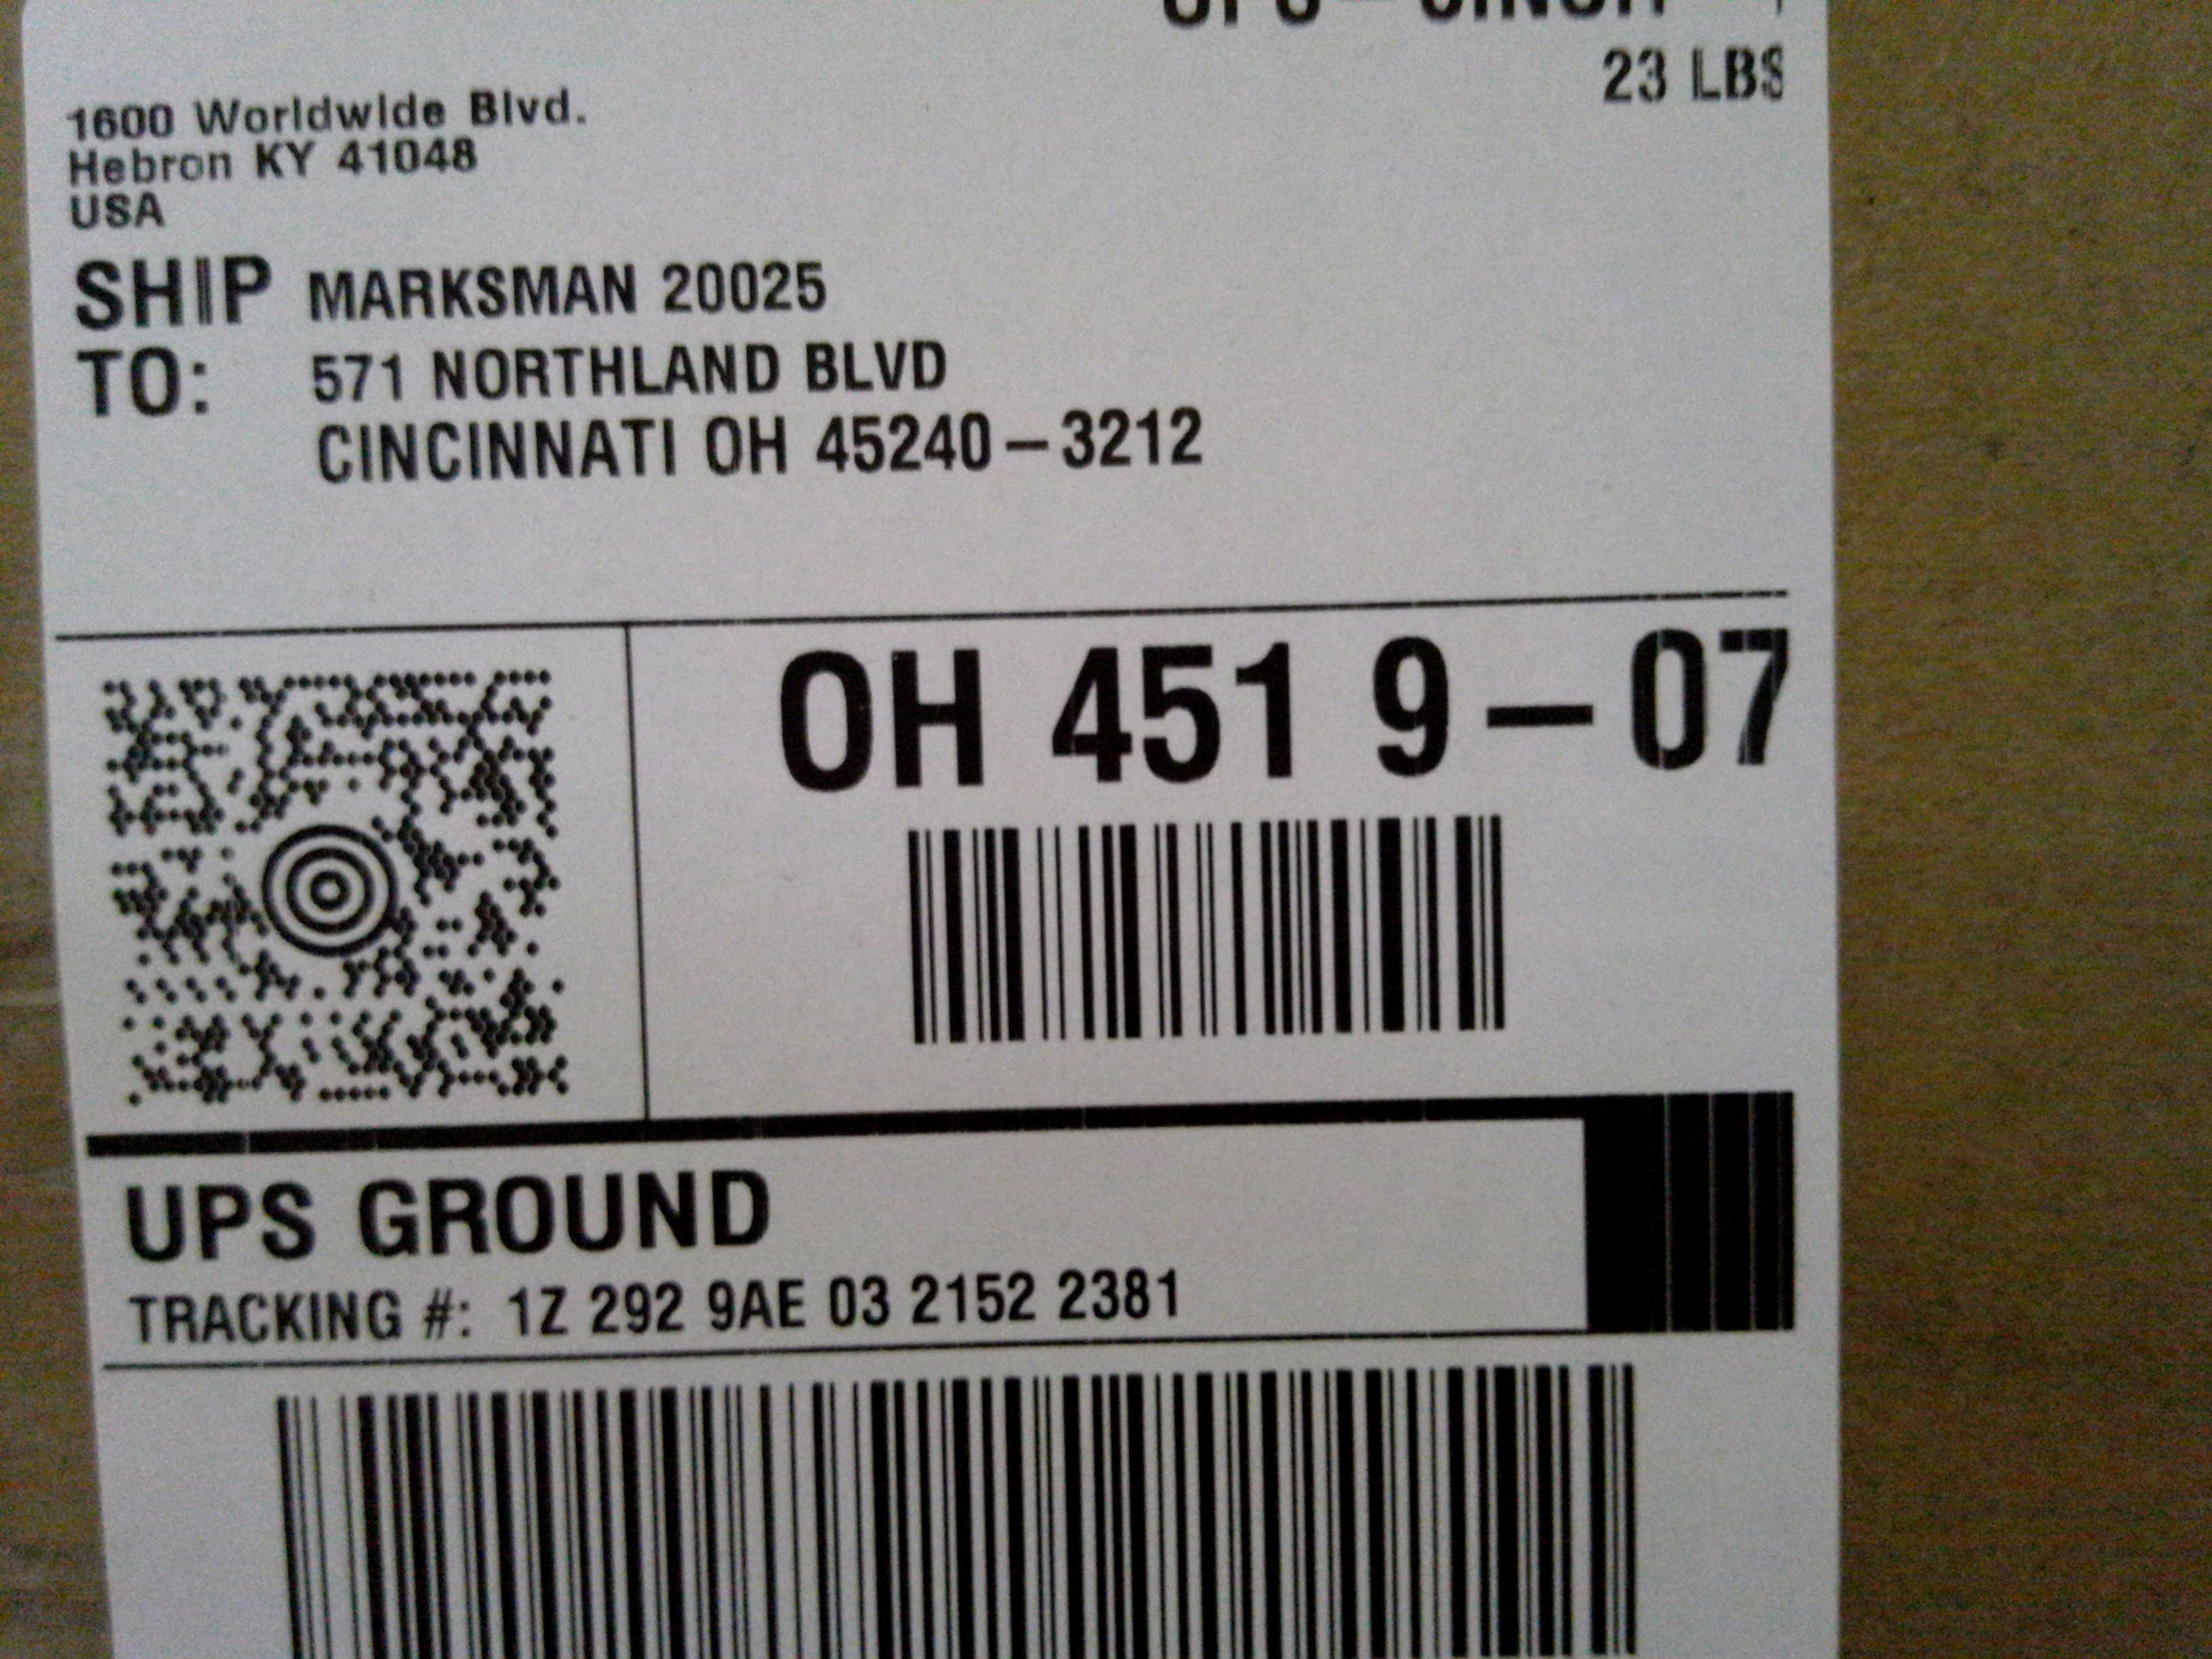 23 LBS
1600 Worldwide Blvd.
Hebron KY 41048
USA
SHIP TO:
MARKSMAN 20025
571 NORTHLAND BLVD
CINCINNATI OH 45240-3212
OH 451 9-07
UPS GROUND
TRACKING #: 1Z 292 9AE 03 2152 2381